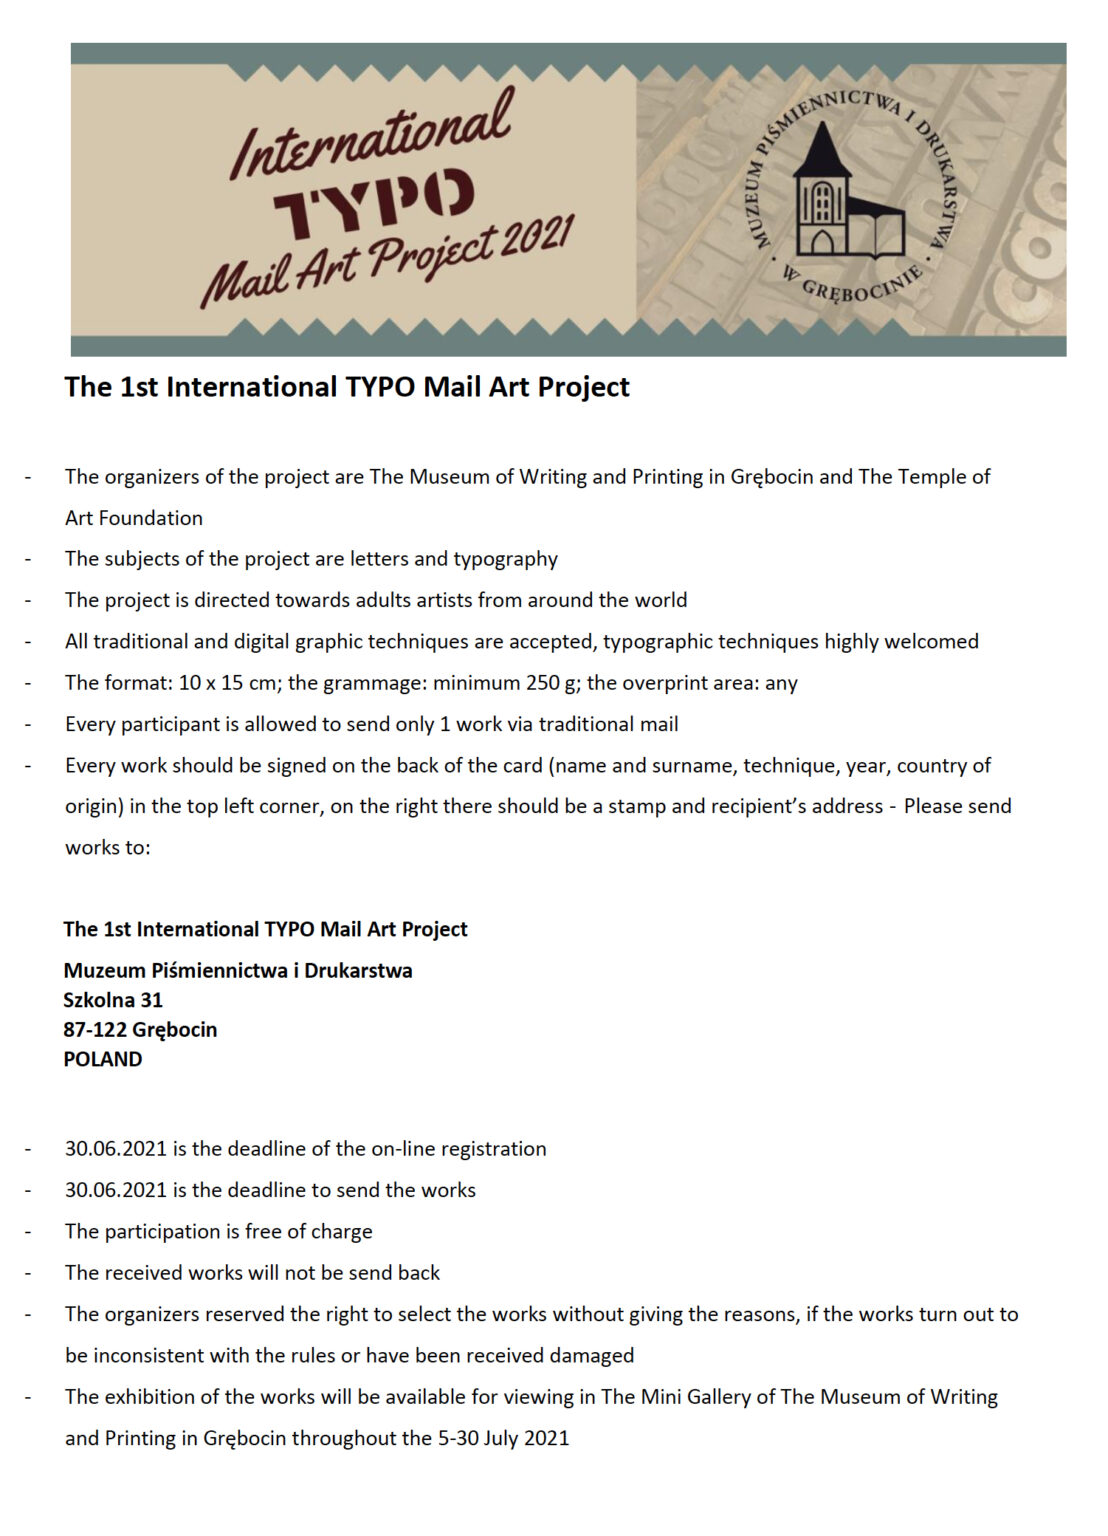 International
TYPO
Mail Art Project 2021
MUZEUM PIŚMIENNICTWA I DRUKARSTWA
• W GRĘBOCINIE •
The 1st International TYPO Mail Art Project
- The organizers of the project are The Museum of Writing and Printing in Grębocin and The Temple of
Art Foundation
- The subjects of the project are letters and typography
- The project is directed towards adults artists from around the world
- All traditional and digital graphic techniques are accepted, typographic techniques highly welcomed
- The format: 10 x 15 cm; the grammage: minimum 250 g; the overprint area: any
- Every participant is allowed to send only 1 work via traditional mail
- Every work should be signed on the back of the card (name and surname, technique, year, country of
origin) in the top left corner, on the right there should be a stamp and recipient’s address - Please send
works to:
The 1st International TYPO Mail Art Project
Muzeum Piśmiennictwa i Drukarstwa
Szkolna 31
87-122 Grębocin
POLAND
- 30.06.2021 is the deadline of the on-line registration
- 30.06.2021 is the deadline to send the works
- The participation is free of charge
- The received works will not be send back
- The organizers reserved the right to select the works without giving the reasons, if the works turn out to
be inconsistent with the rules or have been received damaged
- The exhibition of the works will be available for viewing in The Mini Gallery of The Museum of Writing
and Printing in Grębocin throughout the 5-30 July 2021